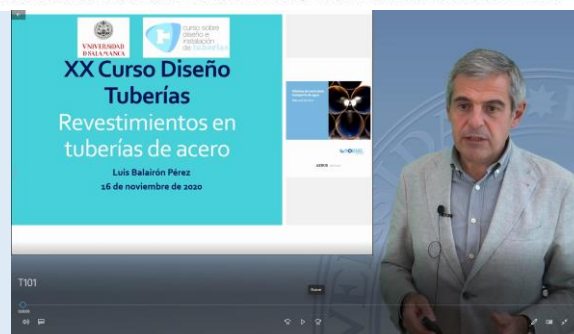 VNIVERSIDAD
D SALAMANCA
curso sobre
diseño e
instalación
de tuberías
XX Curso Diseño
Tuberías
Revestimientos en
tuberías de acero
Luis Balairón Pérez
16 de noviembre de 2020
T101